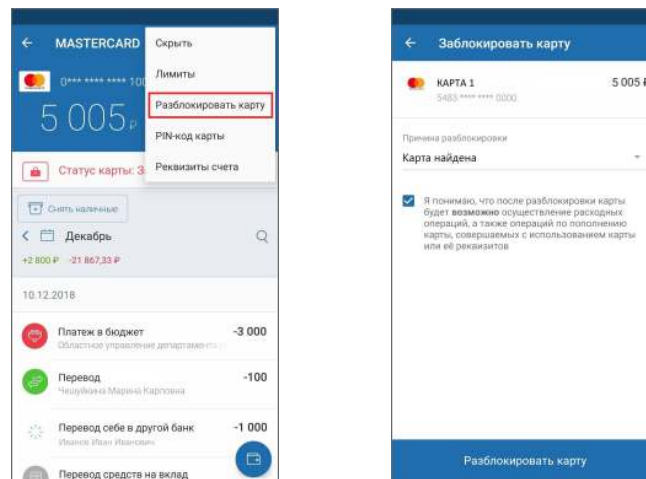 MASTERCARD
Скрыть
Лимиты
Разблокировать карту
PIN-код карты
Реквизиты счета
0*** **** **** 100
5 005 ₽
Статус карты: З
Снять наличные
Декабрь
+2 800 ₽ -21 867,33 ₽
10.12.2018
Платеж в бюджет -3 000
Областное управление департамента
Перевод -100
Чешуйкина Марина Карповна
Перевод себе в другой банк -1 000
Иванов Иван Иванович
Перевод средств на вклад
Заблокировать карту
КАРТА 1 5 005 ₽
5483 **** **** 0000
Причина разблокировки
Карта найдена
Я понимаю, что после разблокировки карты
будет возможно осуществление расходных
операций, а также операций по пополнению
карты, совершаемых с использованием карты
или её реквизитов
Разблокировать карту